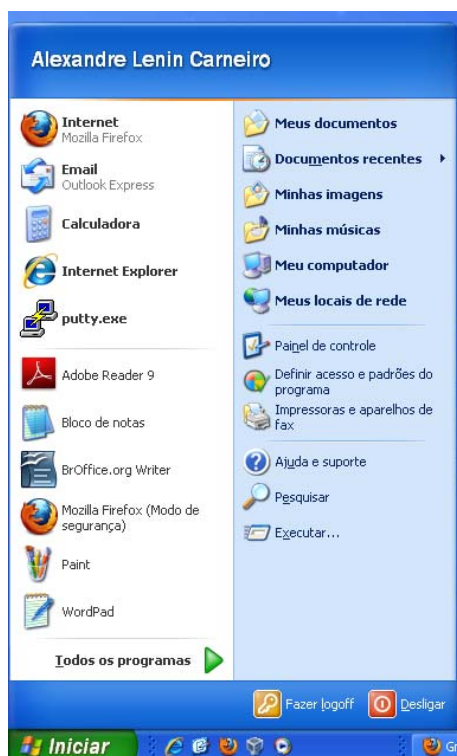 Alexandre Lenin Carneiro
Internet
Mozilla Firefox
Email
Outlook Express
Calculadora
Internet Explorer
putty.exe
Adobe Reader 9
Bloco de notas
BrOffice.org Writer
Mozilla Firefox (Modo de
segurança)
Paint
WordPad
Todos os programas
Meus documentos
Documentos recentes
Minhas imagens
Minhas músicas
Meu computador
Meus locais de rede
Painel de controle
Definir acesso e padrões do
programa
Impressoras e aparelhos de
fax
Ajuda e suporte
Pesquisar
Executar...
Fazer logoff
Desligar
Iniciar